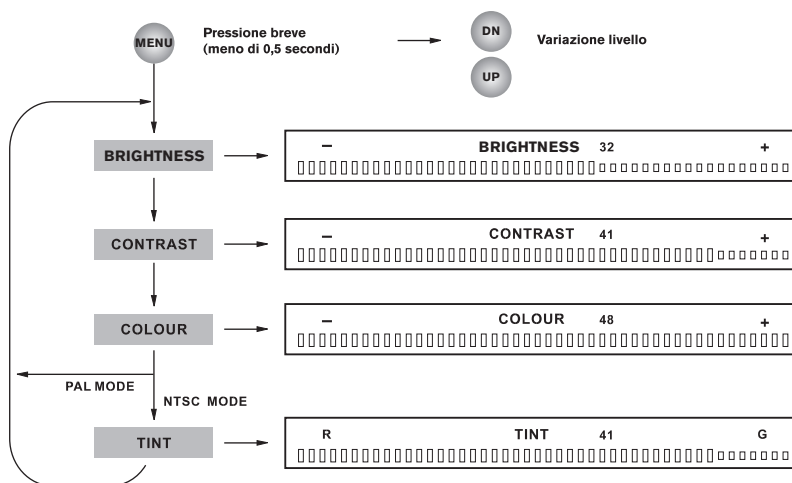 MENU
Pressione breve
(meno di 0,5 secondi)
DN
UP
Variazione livello
BRIGHTNESS
– BRIGHTNESS 32 +
CONTRAST
– CONTRAST 41 +
COLOUR
– COLOUR 48 +
PAL MODE
NTSC MODE
TINT
R TINT 41 G